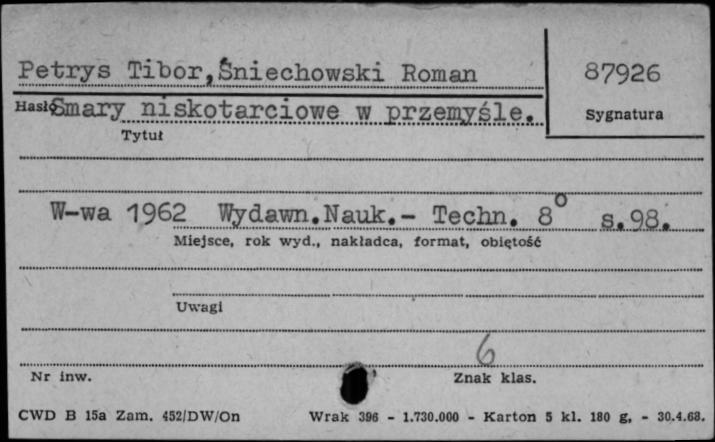 Petrys Tibor, Śniechowski Roman
87926
Hasło
Smary niskotarciowe w przemyśle.
Sygnatura
Tytuł
W-wa 1962 Wydawn.Nauk.- Techn. 8° s.98.
Miejsce, rok wyd., nakładca, format, obiętość
Uwagi
6
Nr inw.
Znak klas.
CWD B 15a Zam. 452/DW/On Wrak 396 - 1.730.000 - Karton 5 kl. 180 g. - 30.4.68.